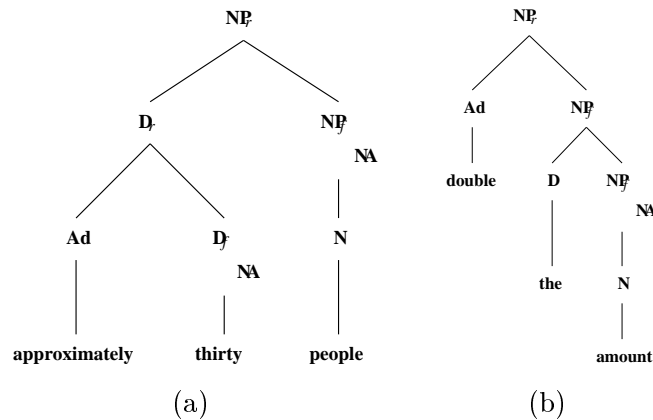 NPr
Dr NPf
NA
Ad Df N
NA
approximately thirty people
(a)
NPr
Ad NPf
double D NPf
NA
the N
amount
(b)